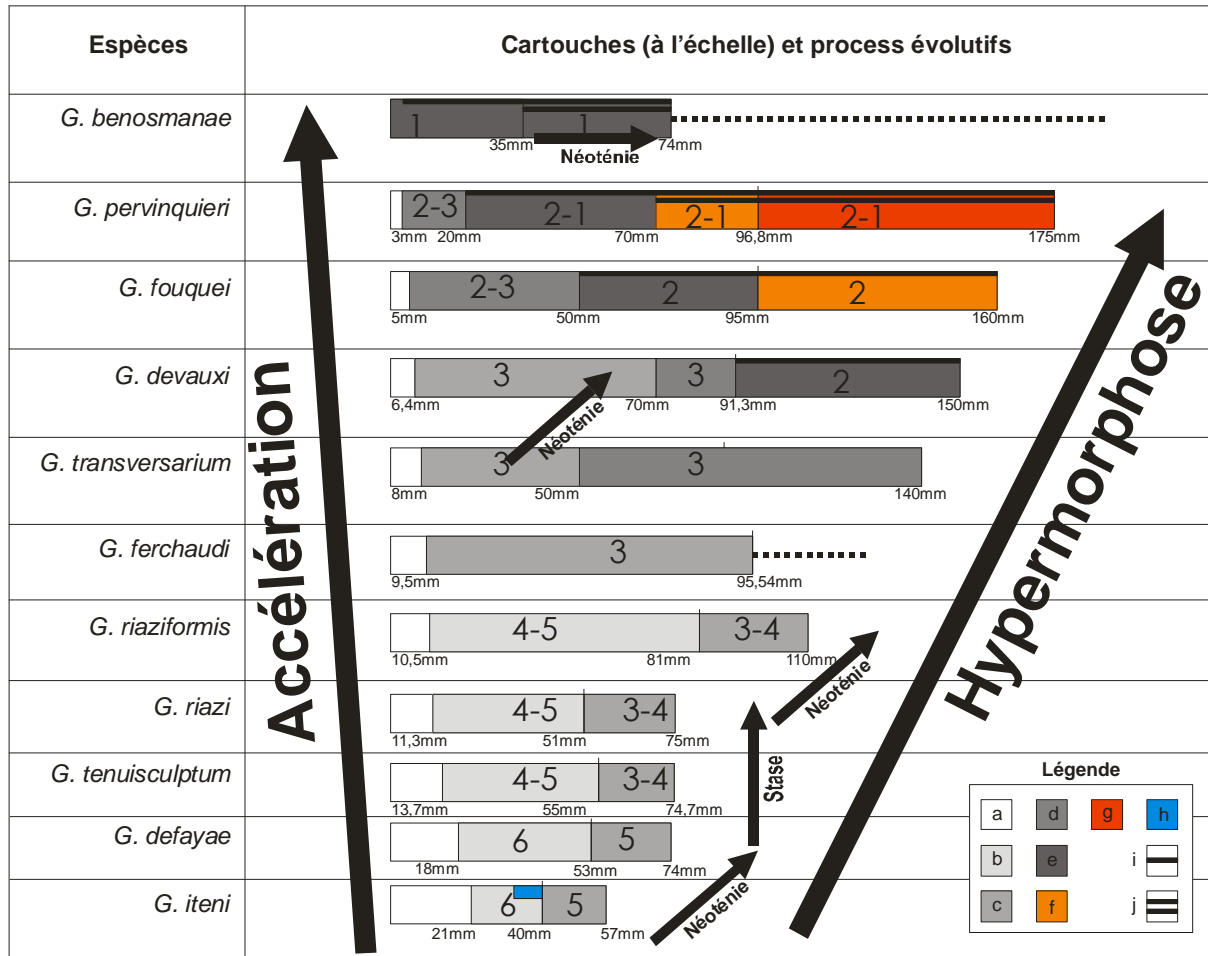 Espèces
Cartouches (à l'échelle) et process évolutifs
G. benosmanae
1
1
35mm
74mm
Néoténie
G. pervinquieri
2-3
2-1
2-1
2-1
3mm
20mm
70mm
96,8mm
175mm
G. fouquei
2-3
2
2
5mm
50mm
95mm
160mm
G. devauxi
3
3
2
6,4mm
70mm
91,3mm
150mm
Néoténie
G. transversarium
3
3
8mm
50mm
140mm
G. ferchaudi
3
9,5mm
95,54mm
G. riaziformis
4-5
3-4
10,5mm
81mm
110mm
Néoténie
G. riazi
4-5
3-4
11,3mm
51mm
75mm
G. tenuisculptum
4-5
3-4
13,7mm
55mm
74,7mm
Stase
G. defayae
6
5
18mm
53mm
74mm
Néoténie
G. iteni
6
5
21mm
40mm
57mm
Accélération
Hypermorphose
Légende
a
d
g
h
b
e
i
c
f
j